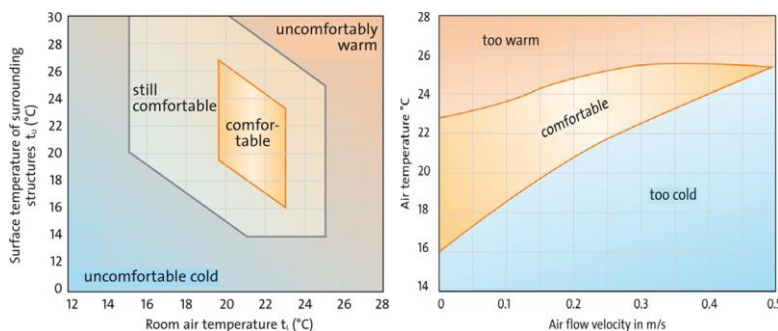 Surface temperature of surrounding
structures tᵤ (°C)
30
28
26
24
22
20
18
16
14
12
0
uncomfortably
warm
still
comfortable
comfor-
table
uncomfortable cold
12 14 16 18 20 22 24 26 28
Room air temperature tL (°C)
Air temperature °C
28
26
24
22
20
18
16
14
too warm
comfortable
too cold
0 0.1 0.2 0.3 0.4 0.5
Air flow velocity in m/s